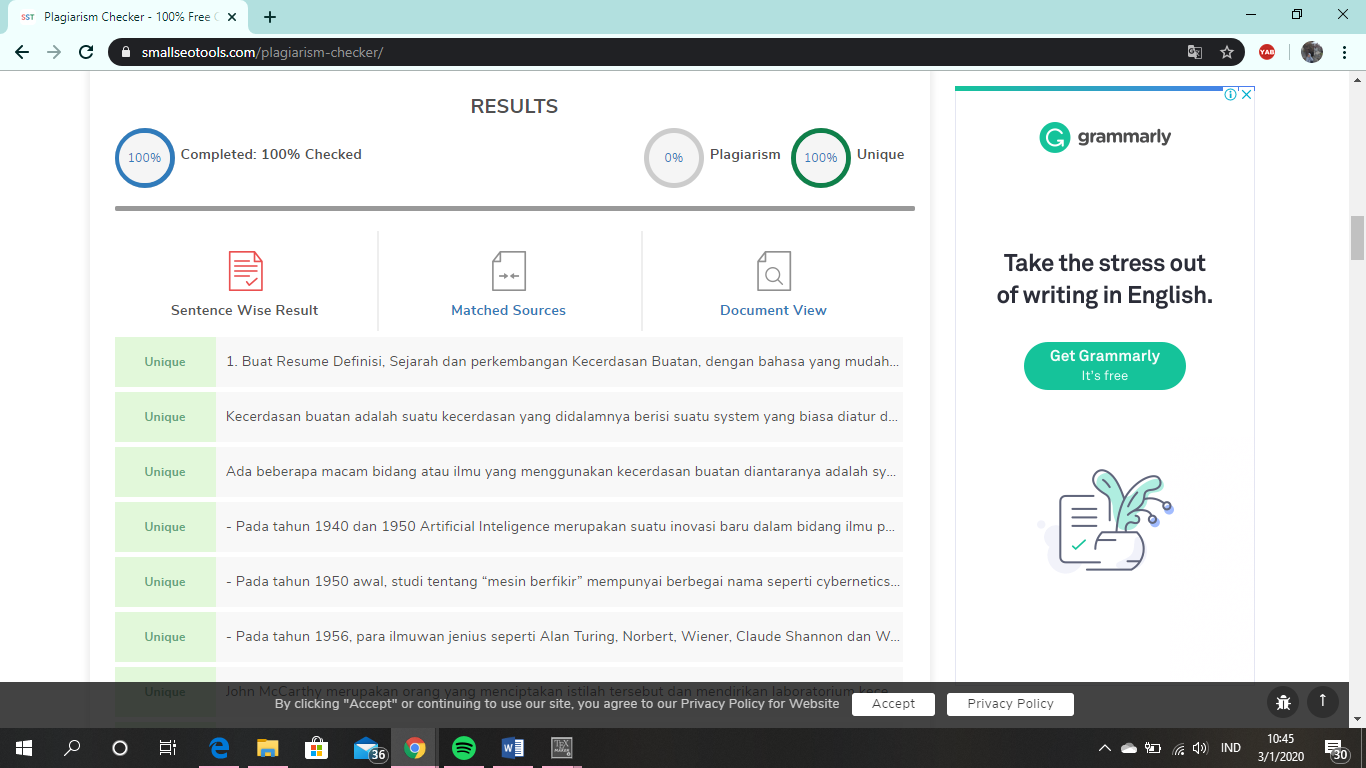 SST Plagiarism Checker - 100% Free
smallseotools.com/plagiarism-checker/
YAB
RESULTS
100%
Completed: 100% Checked
0%
Plagiarism
100%
Unique
Sentence Wise Result
Matched Sources
Document View
Unique
1. Buat Resume Definisi, Sejarah dan perkembangan Kecerdasan Buatan, dengan bahasa yang mudah...
Unique
Kecerdasan buatan adalah suatu kecerdasan yang didalamnya berisi suatu system yang biasa diatur d...
Unique
Ada beberapa macam bidang atau ilmu yang menggunakan kecerdasan buatan diantaranya adalah sy...
Unique
- Pada tahun 1940 dan 1950 Artificial Inteligence merupakan suatu inovasi baru dalam bidang ilmu p...
Unique
- Pada tahun 1950 awal, studi tentang “mesin berfikir” mempunyai berbegai nama seperti cybernetics...
Unique
- Pada tahun 1956, para ilmuwan jenius seperti Alan Turing, Norbert, Wiener, Claude Shannon dan W...
Unique
John McCarthy merupakan orang yang menciptakan istilah tersebut dan mendirikan laboratorium kece...
By clicking "Accept" or continuing to use our site, you agree to our Privacy Policy for Website
Accept
Privacy Policy
grammarly
Take the stress out
of writing in English.
Get Grammarly
It's free
36
W
TEX
MAKER
IND
10:45
3/1/2020
30